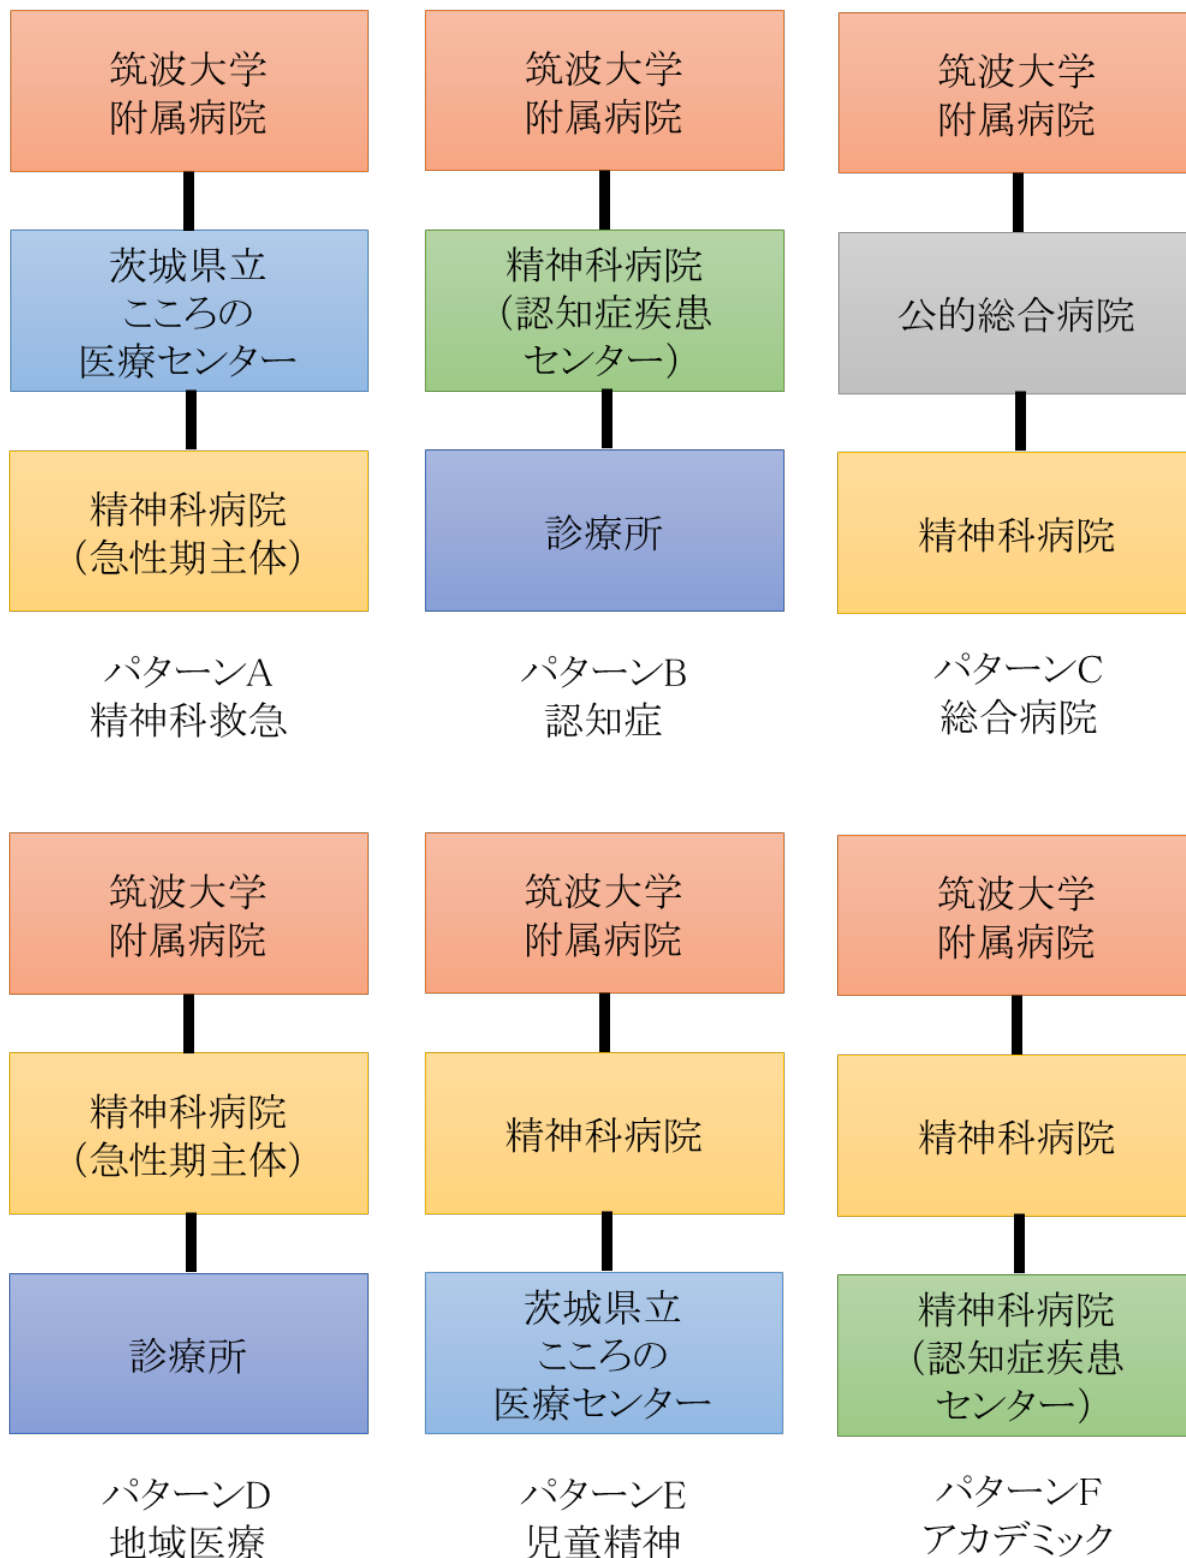 筑波大学
附属病院
茨城県立
こころの
医療センター
精神科病院
（急性期主体）
パターンA
精神科救急
筑波大学
附属病院
精神科病院
（認知症疾患
センター）
診療所
パターンB
認知症
筑波大学
附属病院
公的総合病院
精神科病院
パターンC
総合病院
筑波大学
附属病院
精神科病院
（急性期主体）
診療所
パターンD
地域医療
筑波大学
附属病院
精神科病院
茨城県立
こころの
医療センター
パターンE
児童精神
筑波大学
附属病院
精神科病院
精神科病院
（認知症疾患
センター）
パターンF
アカデミック